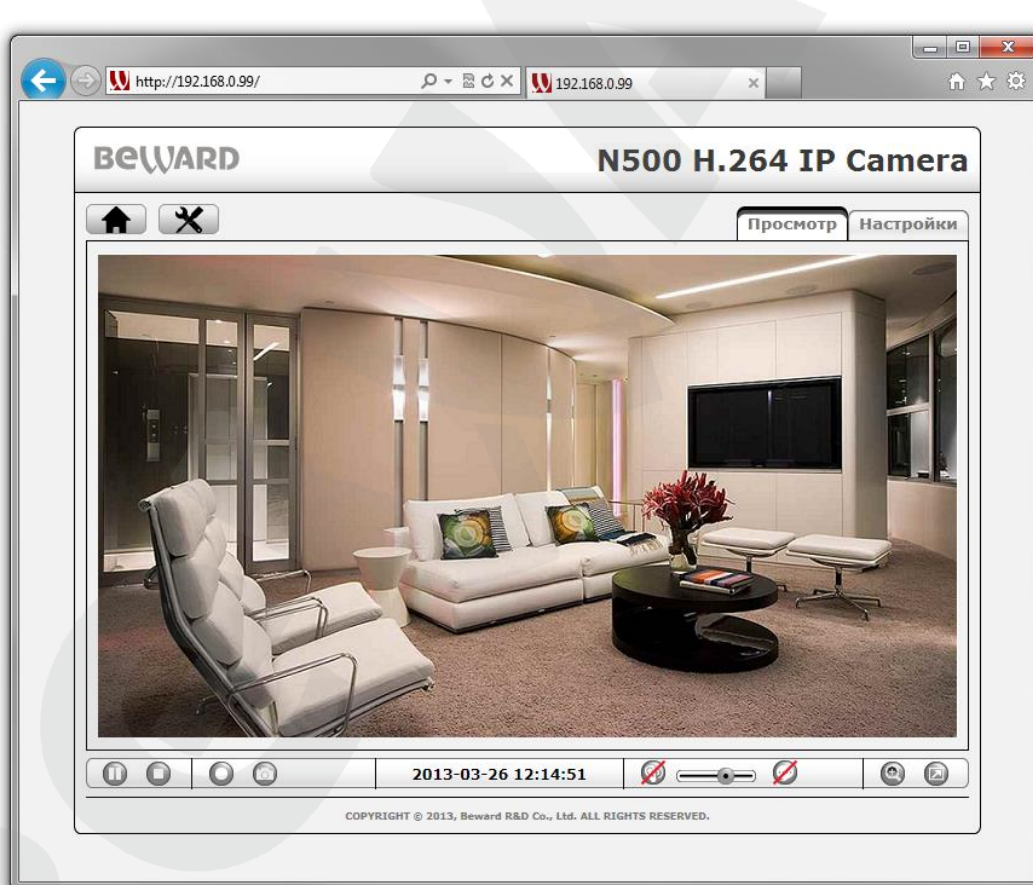 http://192.168.0.99/
192.168.0.99
BEWARD
N500 H.264 IP Camera
Просмотр
Настройки
2013-03-26 12:14:51
COPYRIGHT © 2013, Beward R&D Co., Ltd. ALL RIGHTS RESERVED.